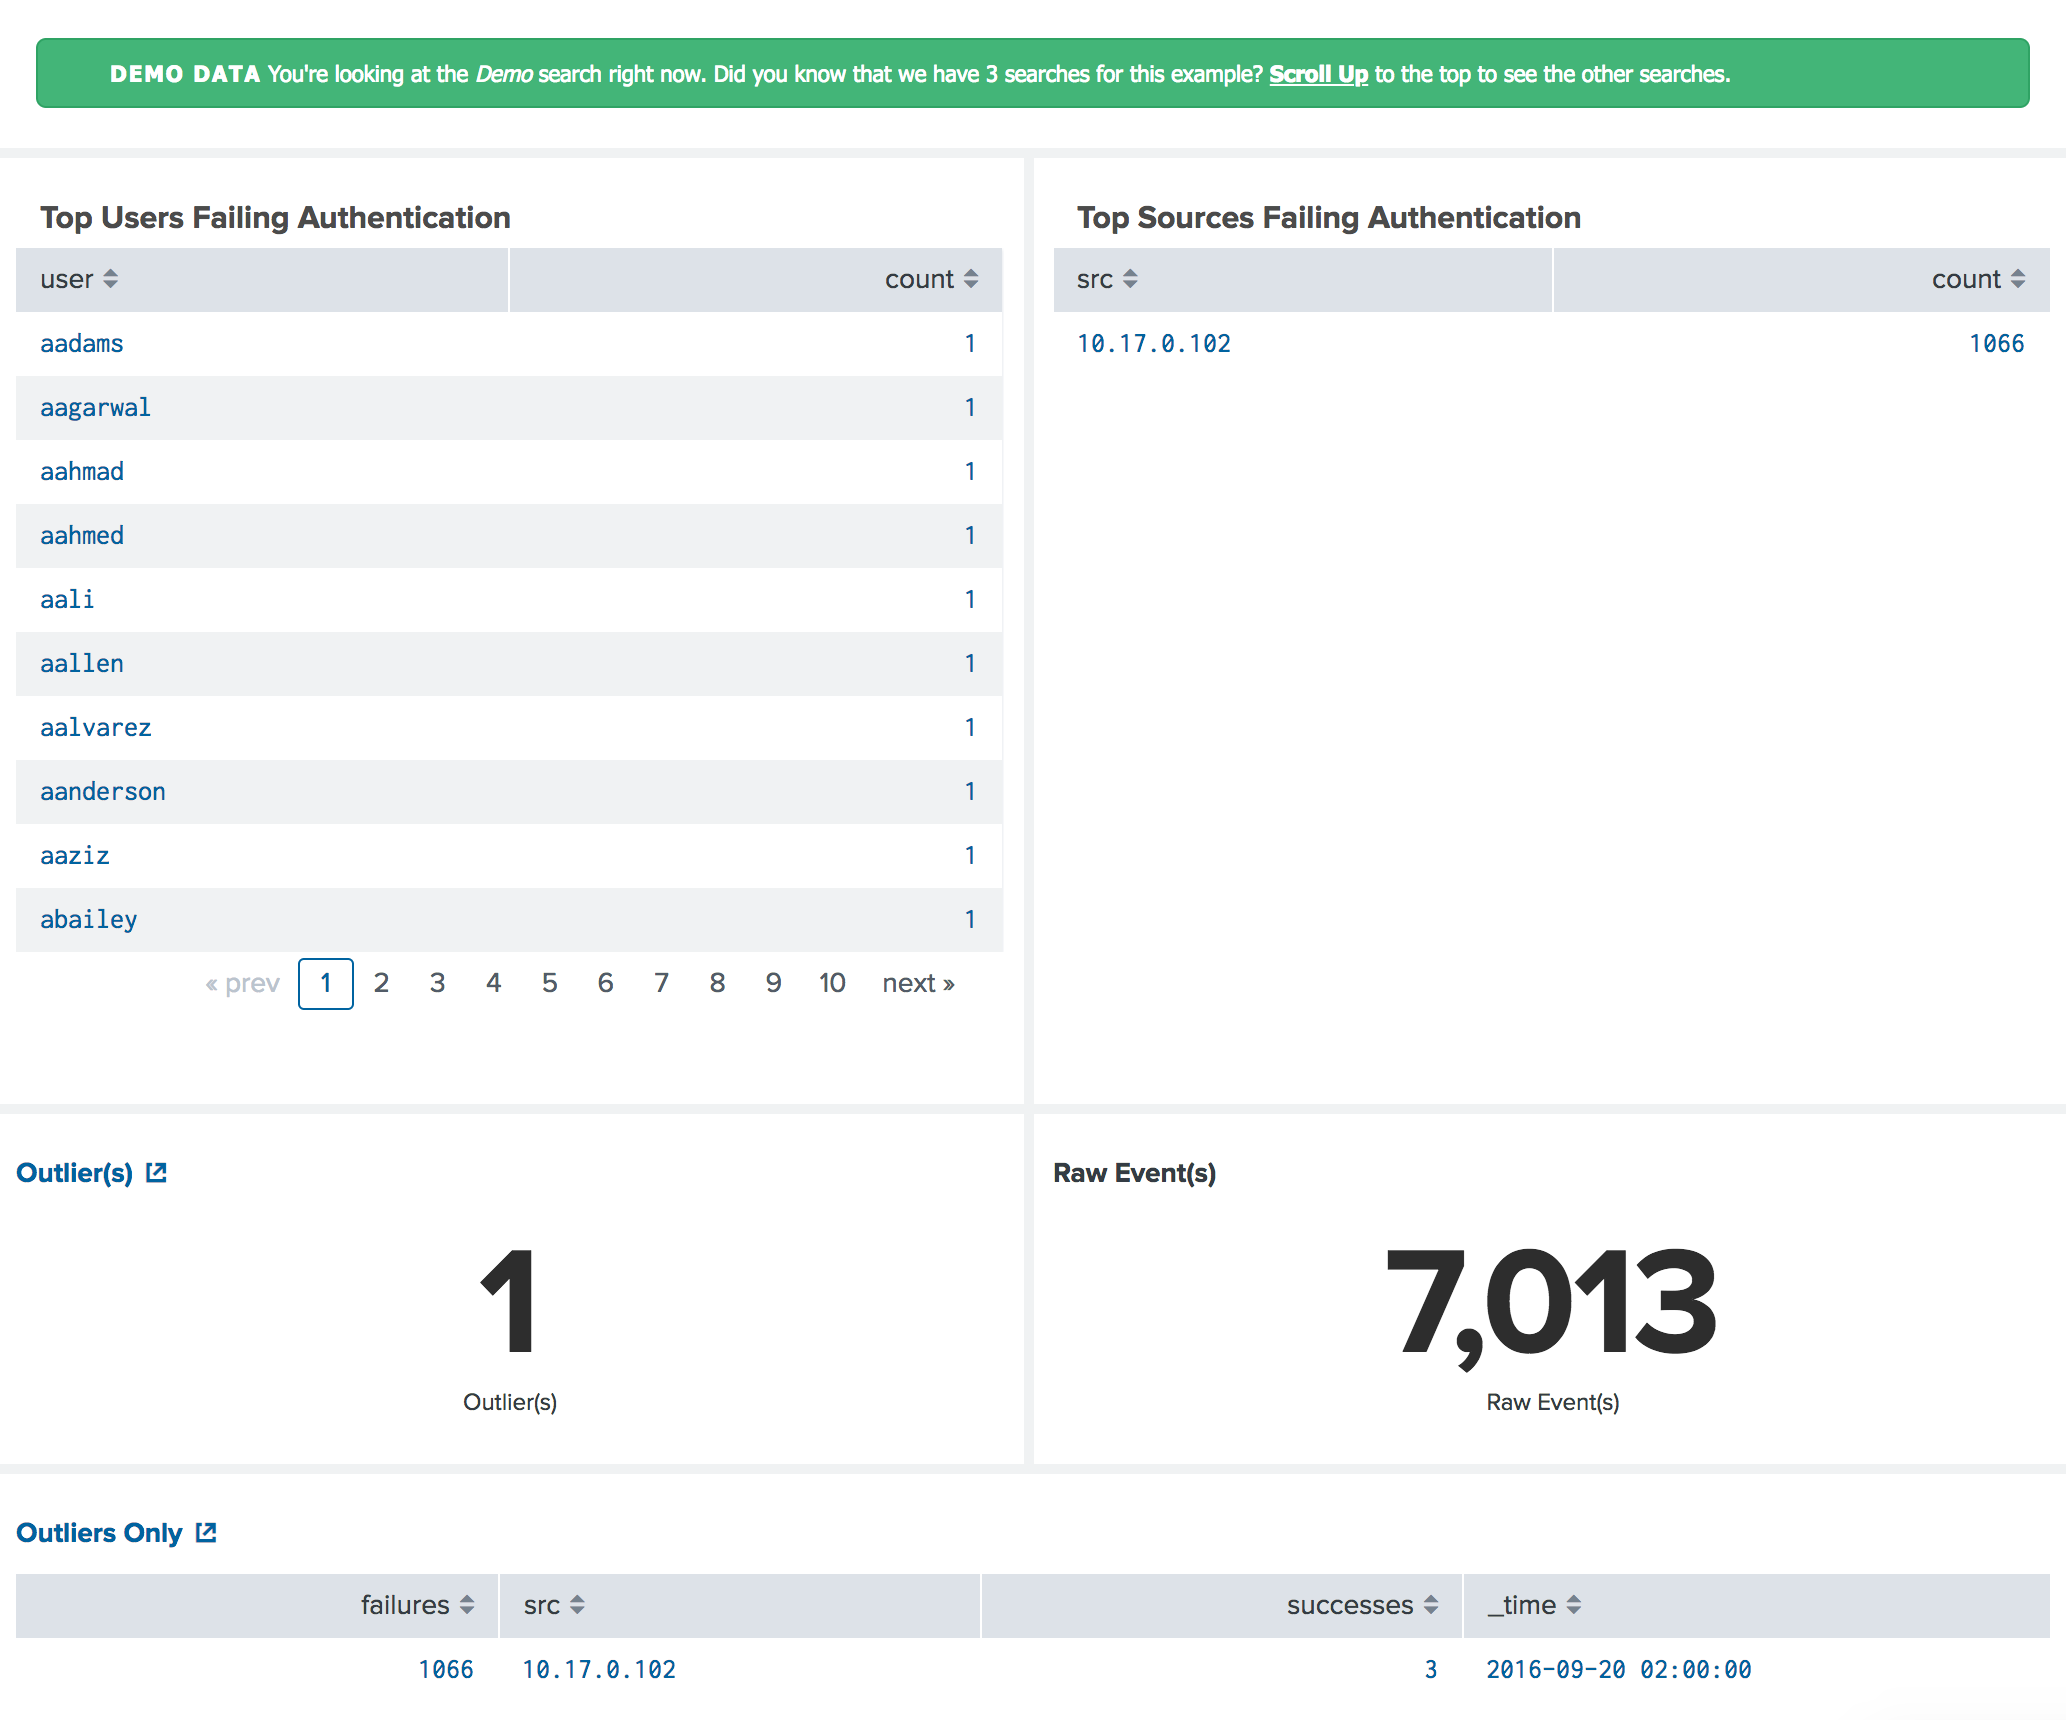 DEMO DATA You're looking at the Demo search right now. Did you know that we have 3 searches for this example? Scroll Up to the top to see the other searches.
Top Users Failing Authentication
user count
aadams 1
aagarwal 1
aahmad 1
aahmed 1
aali 1
aallen 1
aalvarez 1
aanderson 1
aaziz 1
abailey 1
« prev 1 2 3 4 5 6 7 8 9 10 next »
Top Sources Failing Authentication
src count
10.17.0.102 1066
Outlier(s)
1
Outlier(s)
Raw Event(s)
7,013
Raw Event(s)
Outliers Only
failures src successes _time
1066 10.17.0.102 3 2016-09-20 02:00:00